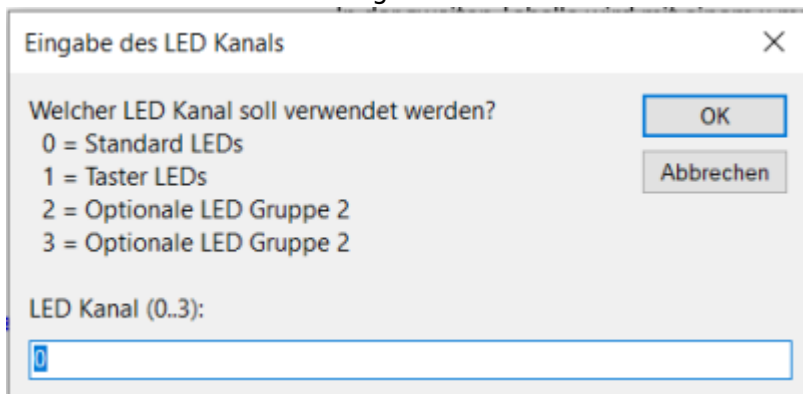 Eingabe des LED Kanals
Welcher LED Kanal soll verwendet werden?
OK
0 = Standard LEDs
1 = Taster LEDs
Abbrechen
2 = Optionale LED Gruppe 2
3 = Optionale LED Gruppe 2
LED Kanal (0..3):
0